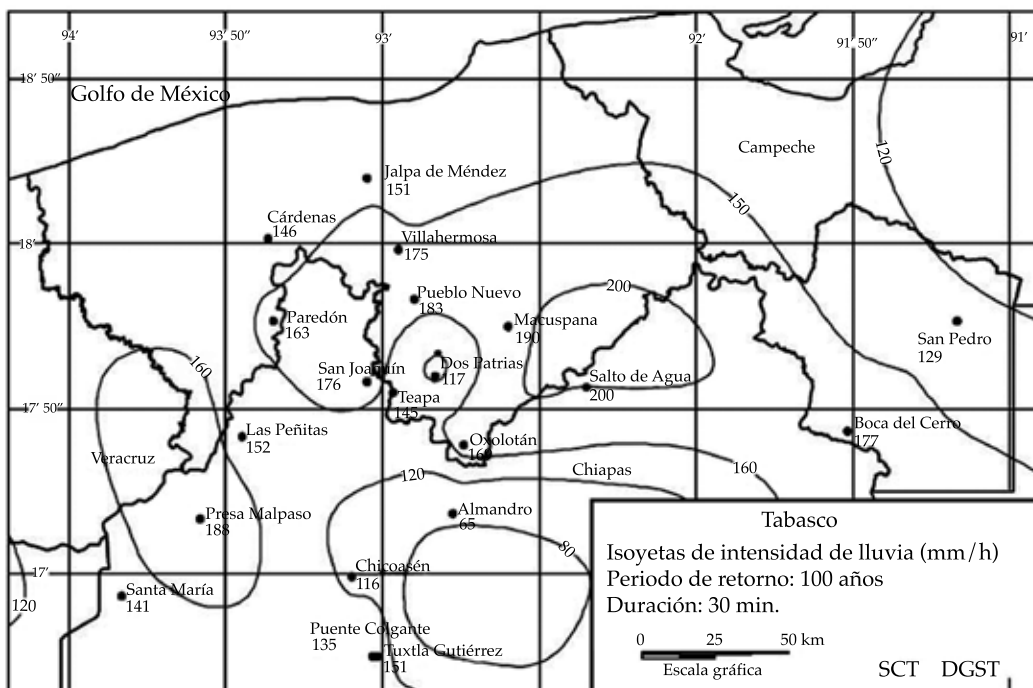 94′
93′ 50″
93′
92′
91′ 50″
91′
18′ 50″
Golfo de México
Campeche
120
Jalpa de Méndez
151
150
Cárdenas
146
18′
Villahermosa
175
Pueblo Nuevo
183
200
Paredón
163
Macuspana
190
San Pedro
129
160
San Joaquín
176
Dos Patrias
117
Teapa
145
Salto de Agua
200
17′ 50″
Las Peñitas
152
Veracruz
Oxolotán
Boca del Cerro
177
120
Chiapas
160
Presa Malpaso
188
Almandro
65
80
17′
Chicoasén
116
120
Santa María
141
Puente Colgante
135
Tuxtla Gutiérrez
151
Tabasco
Isoyetas de intensidad de lluvia (mm/h)
Periodo de retorno: 100 años
Duración: 30 min.
0 25 50 km
Escala gráfica
SCT DGST